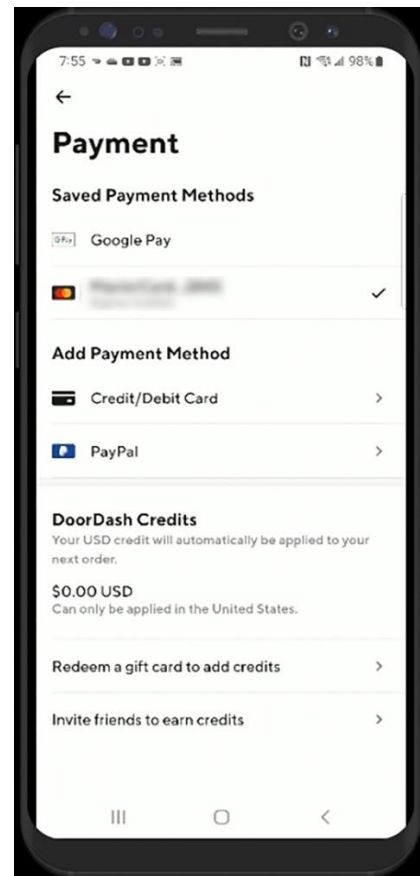 7:55
98%
Payment
Saved Payment Methods
G Pay Google Pay
Add Payment Method
Credit/Debit Card
PayPal
DoorDash Credits
Your USD credit will automatically be applied to your
next order.
$0.00 USD
Can only be applied in the United States.
Redeem a gift card to add credits
Invite friends to earn credits